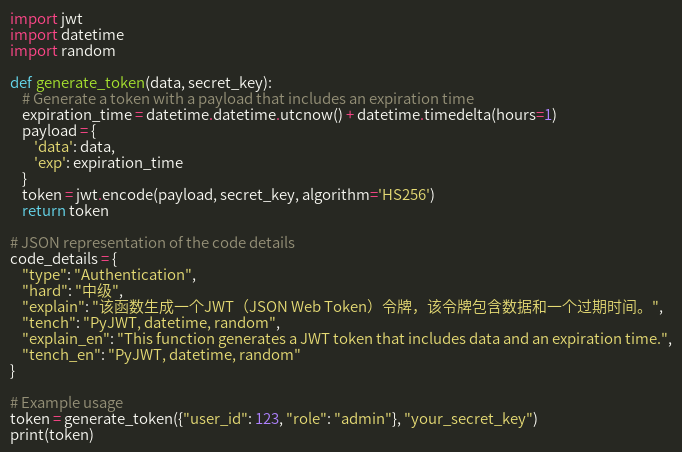 import jwt
import datetime
import random

def generate_token(data, secret_key):
    # Generate a token with a payload that includes an expiration time
    expiration_time = datetime.datetime.utcnow() + datetime.timedelta(hours=1)
    payload = {
        'data': data,
        'exp': expiration_time
    }
    token = jwt.encode(payload, secret_key, algorithm='HS256')
    return token

# JSON representation of the code details
code_details = {
    "type": "Authentication",
    "hard": "中级",
    "explain": "该函数生成一个JWT（JSON Web Token）令牌，该令牌包含数据和一个过期时间。",
    "tench": "PyJWT, datetime, random",
    "explain_en": "This function generates a JWT token that includes data and an expiration time.",
    "tench_en": "PyJWT, datetime, random"
}

# Example usage
token = generate_token({"user_id": 123, "role": "admin"}, "your_secret_key")
print(token)